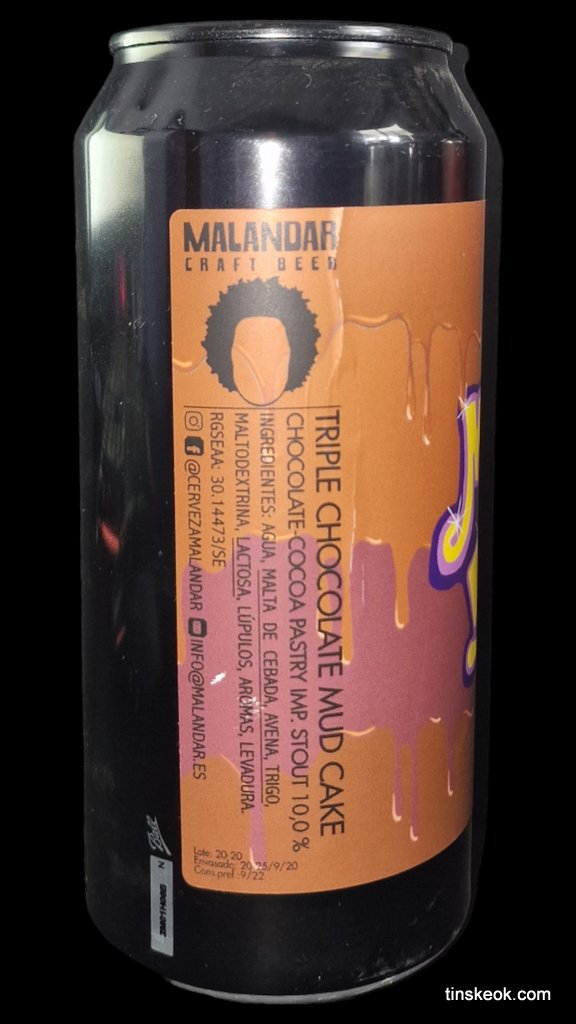 MALANDAR
CRAFT BEER
TRIPLE CHOCOLATE MUD CAKE
CHOCOLATE-COCOA PASTRY IMP. STOUT 10,0 %
INGREDIENTES: AGUA, MALTA DE CEBADA, AVENA, TRIGO,
MALTODEXTRINA, LACTOSA, LÚPULOS, AROMAS, LEVADURA.
RGSEAA: 30.14473/SE
@CERVEZAMALANDAR INFO@MALANDAR.ES
Lote: 20 20
Envasado: 20 25/9/20
Cons.pref.:9/22
Ball
N
tinskeok.com